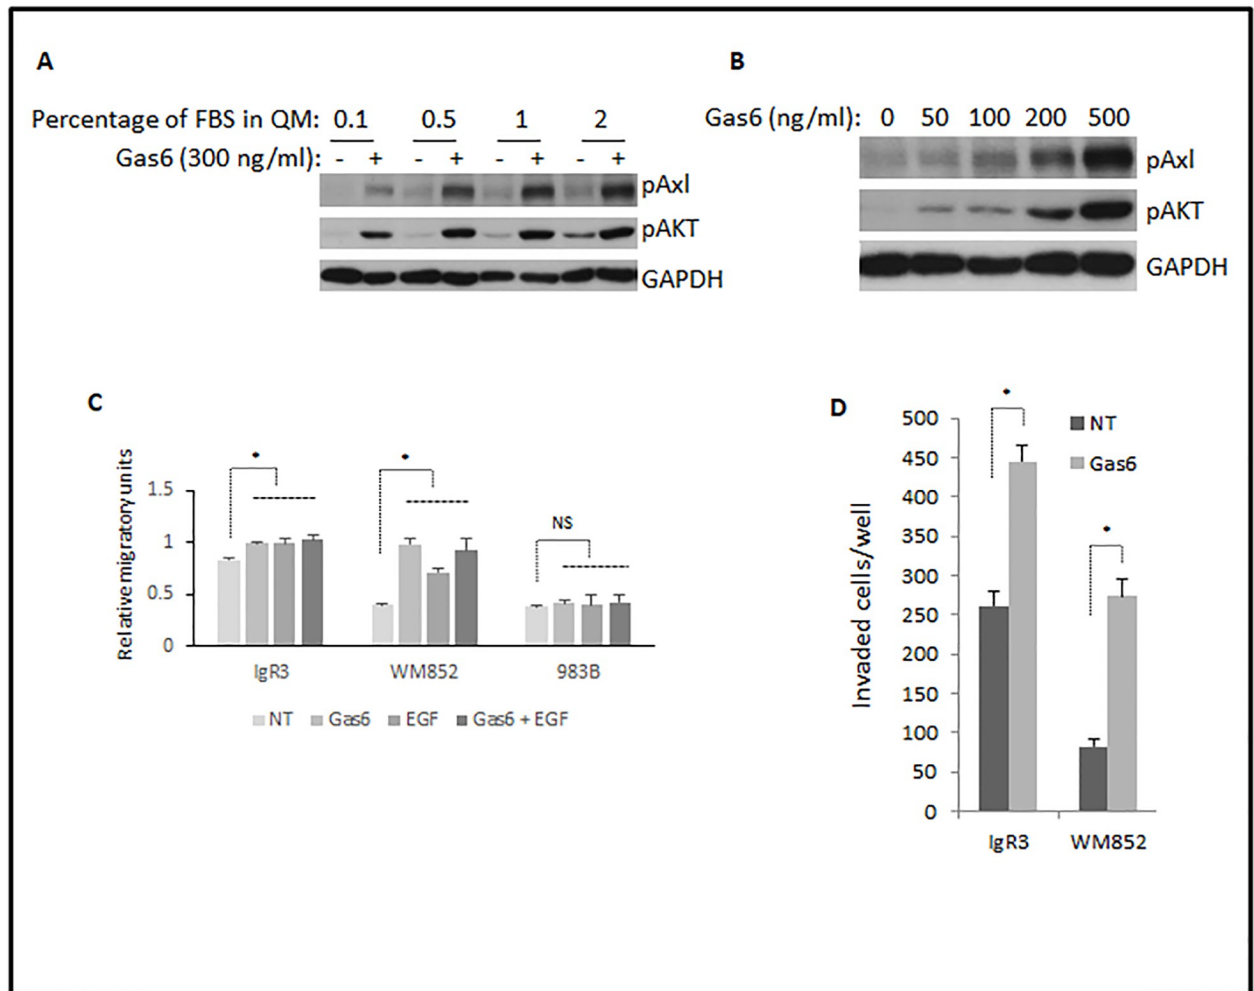 A
Percentage of FBS in QM: 0.1 0.5 1 2
Gas6 (300 ng/ml): - + - + - + - +
pAxl
pAKT
GAPDH
B
Gas6 (ng/ml): 0 50 100 200 500
pAxl
pAKT
GAPDH
C
Relative migratory units
1.5
1
0.5
0
*
*
NS
IgR3 WM852 983B
NT Gas6 EGF Gas6 + EGF
D
Invaded cells/well
500
450
400
350
300
250
200
150
100
50
0
*
*
NT
Gas6
IgR3 WM852